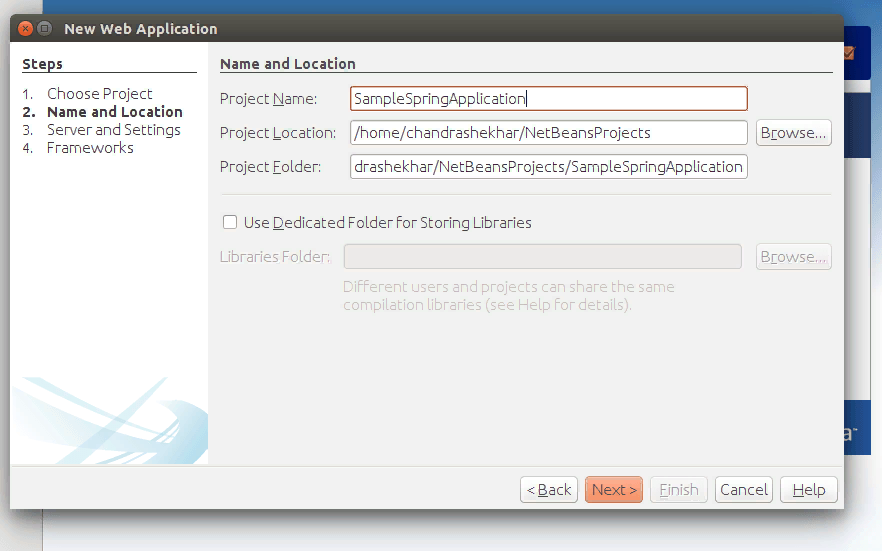 New Web Application
Steps
1. Choose Project
2. Name and Location
3. Server and Settings
4. Frameworks
Name and Location
Project Name: SampleSpringApplication
Project Location: /home/chandrashekhar/NetBeansProjects Browse...
Project Folder: drashekhar/NetBeansProjects/SampleSpringApplication
Use Dedicated Folder for Storing Libraries
Libraries Folder: Browse...
Different users and projects can share the same
compilation libraries (see Help for details).
< Back Next > Finish Cancel Help